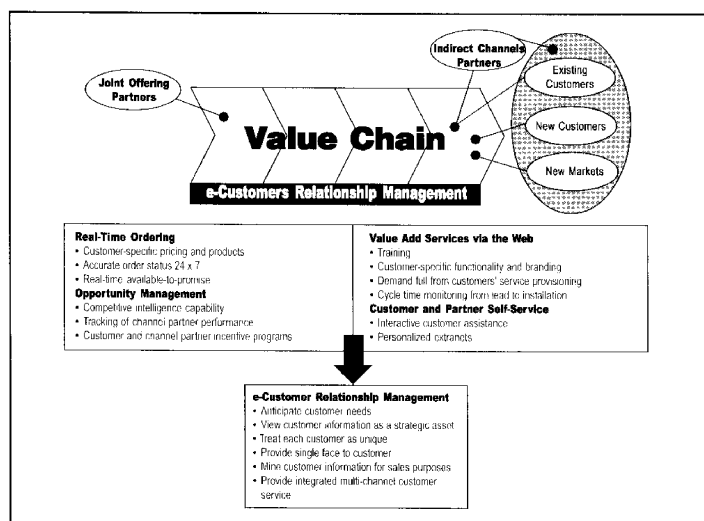 Indirect Channels
Partners
Joint Offering
Partners
Existing
Customers
Value Chain
New Customers
New Markets
e-Customers Relationship Management
Real-Time Ordering
• Customer-specific pricing and products
• Accurate order status 24 x 7
• Real-time available-to-promise
Opportunity Management
• Competitive intelligence capability
• Tracking of channel partner performance
• Customer and channel partner incentive programs
Value Add Services via the Web
• Training
• Customer-specific functionality and branding
• Demand full from customers' service provisioning
• Cycle time monitoring from lead to installation
Customer and Partner Self-Service
• Interactive customer assistance
• Personalized extranets
e-Customer Relationship Management
• Anticipate customer needs
• View customer information as a strategic asset
• Treat each customer as unique
• Provide single face to customer
• Mine customer information for sales purposes
• Provide integrated multi-channel customer
service